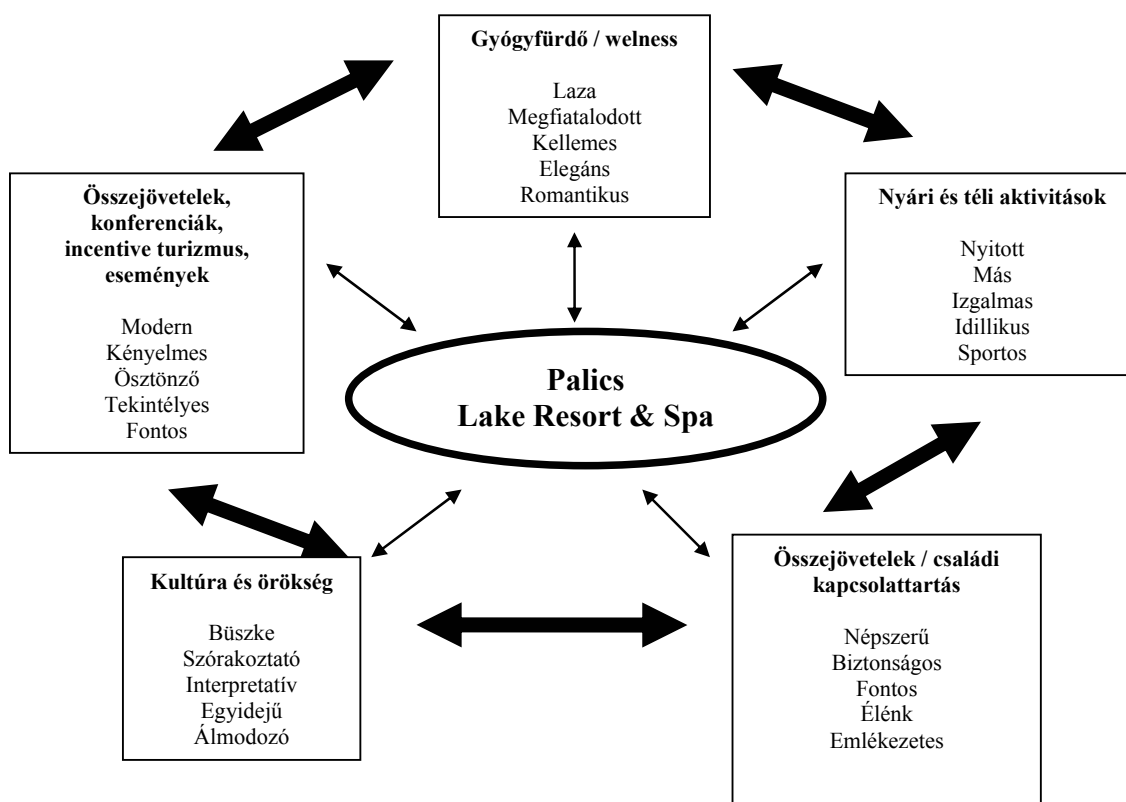 Gyógyfürdő / welness
Laza
Megfiatalodott
Kellemes
Elegáns
Romantikus
Összejövetelek,
konferenciák,
incentive turizmus,
események
Modern
Kényelmes
Ösztönző
Tekintélyes
Fontos
Nyári és téli aktivitások
Nyitott
Más
Izgalmas
Idillikus
Sportos
Palics
Lake Resort & Spa
Kultúra és örökség
Büszke
Szórakoztató
Interpretatív
Egyidejű
Álmodozó
Összejövetelek / családi
kapcsolattartás
Népszerű
Biztonságos
Fontos
Élénk
Emlékezetes